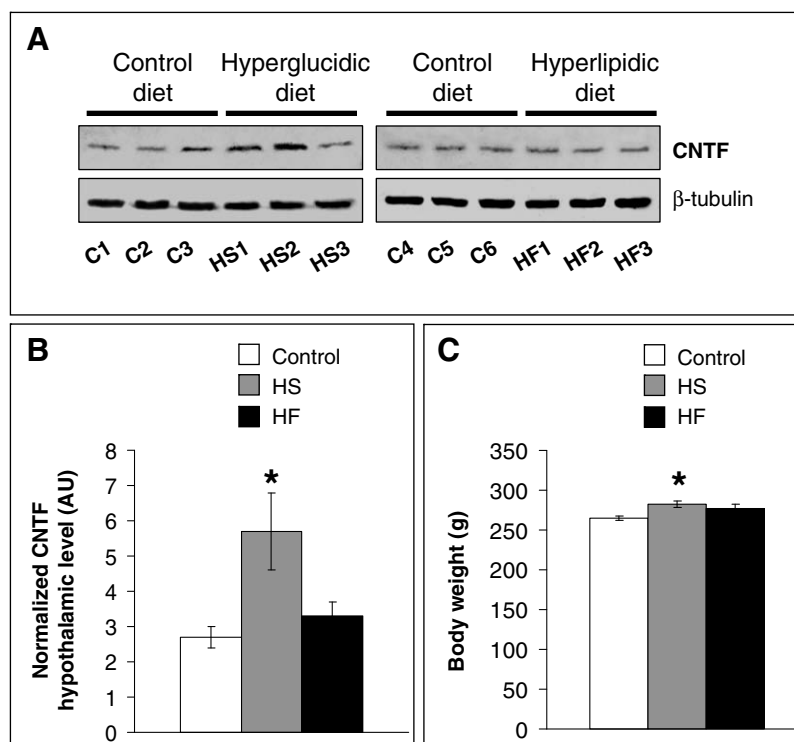 A
Control diet
Hyperglucidic diet
Control diet
Hyperlipidic diet
CNTF
β-tubulin
C1 C2 C3 HS1 HS2 HS3 C4 C5 C6 HF1 HF2 HF3
B
Control
HS
HF
Normalized CNTF
hypothalamic level (AU)
8
7
6
5
4
3
2
1
0
*
C
Control
HS
HF
Body weight (g)
350
300
250
200
150
100
50
0
*